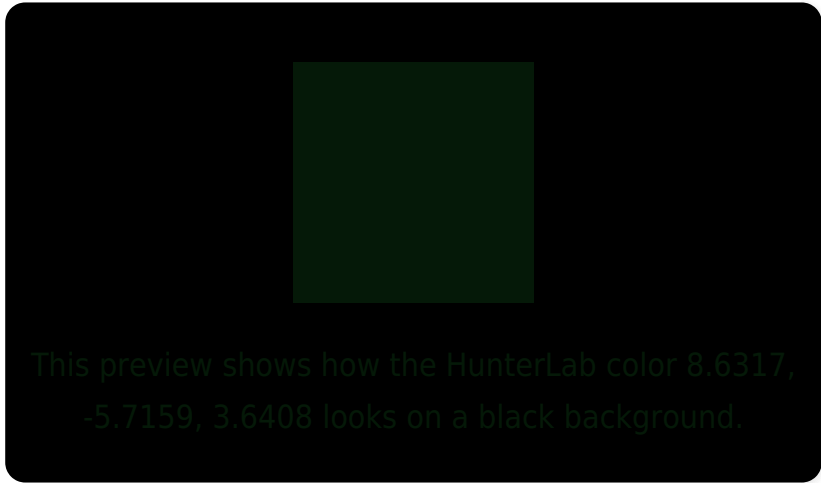 This preview shows how the HunterLab color 8.6317,
-5.7159, 3.6408 looks on a black background.